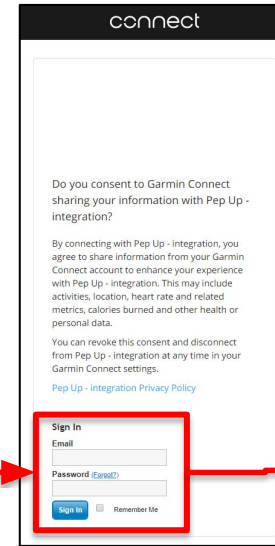 connect
Do you consent to Garmin Connect
sharing your information with Pep Up -
integration?
By connecting with Pep Up - integration, you
agree to share information from your Garmin
Connect account to enhance your experience
with Pep Up - integration. This may include
activities, location, heart rate and related
metrics, calories burned and other health or
personal data.
You can revoke this consent and disconnect
from Pep Up - integration at any time in your
Garmin Connect settings.
Pep Up - integration Privacy Policy
Sign In
Email
Password (Forgot?)
Sign In Remember Me